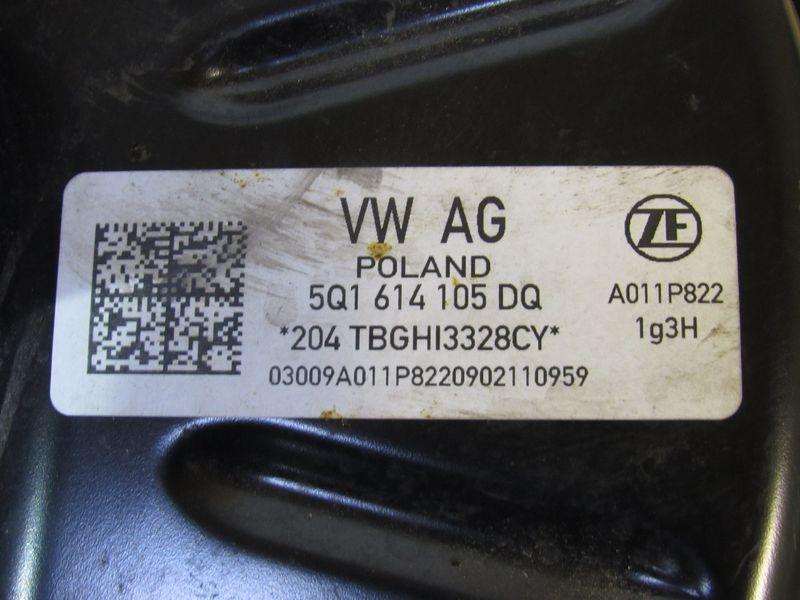 VW AG
POLAND
5Q1 614 105 DQ
*204 TBGHI3328CY*
03009A011P8220902110959
ZF
A011P822
1g3H